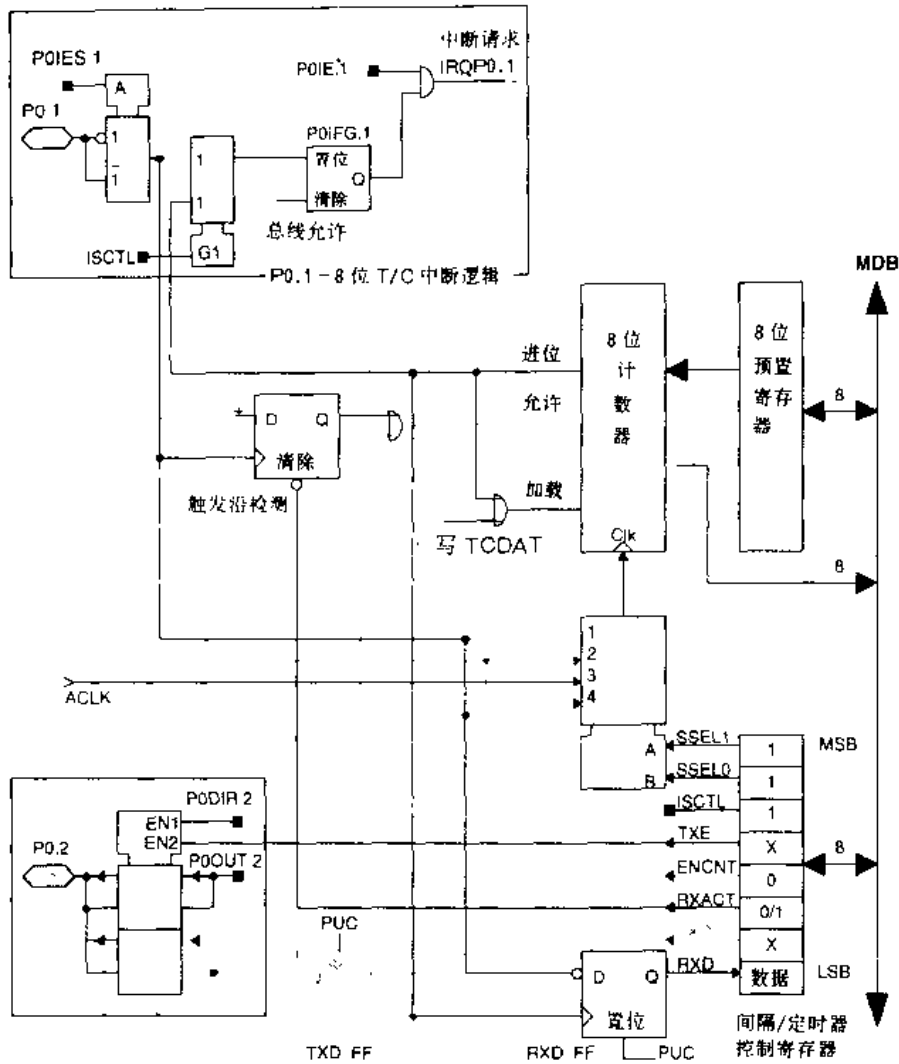 中断请求
P0IES.1
P0IE.1
IRQP0.1
A
P0.1
1
1
P0IFG.1
1
置位
Q
1
清除
总线允许
ISCTL
G1
P0.1-8 位 T/C 中断逻辑
MDB
进位
8 位
计
数
器
8 位
预置
寄存
器
允许
8
D
Q
清除
触发沿检测
加载
写 TCDAT
Clk
8
1
2
3
4
ACLK
A
SSEL1
1
MSB
B
SSEL0
1
ISCTL
1
P0DIR 2
EN1
EN2
TXE
X
8
P0.2
P0OUT 2
ENCNT
0
RXACT
0/1
PUC
X
D
Q
RXD
数据
LSB
置位
间隔/定时器
控制寄存器
TXD FF
RXD FF
PUC